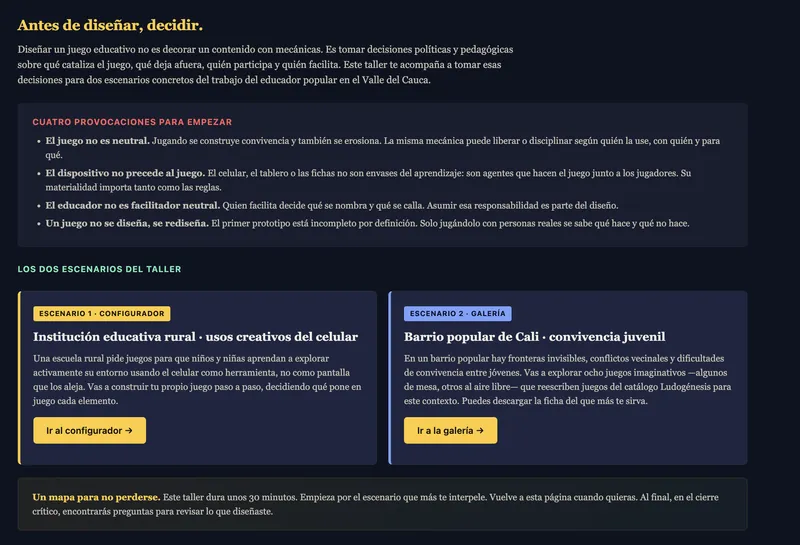 Antes de diseñar, decidir.
Diseñar un juego educativo no es decorar un contenido con mecánicas. Es tomar decisiones políticas y pedagógicas
sobre qué cataliza el juego, qué deja afuera, quién participa y quién facilita. Este taller te acompaña a tomar esas
decisiones para dos escenarios concretos del trabajo del educador popular en el Valle del Cauca.
CUATRO PROVOCACIONES PARA EMPEZAR
• El juego no es neutral. Jugando se construye convivencia y también se erosiona. La misma mecánica puede liberar o disciplinar según quién la use, con quién y para
qué.
• El dispositivo no precede al juego. El celular, el tablero o las fichas no son envases del aprendizaje: son agentes que hacen el juego junto a los jugadores. Su
materialidad importa tanto como las reglas.
• El educador no es facilitador neutral. Quien facilita decide qué se nombra y qué se calla. Asumir esa responsabilidad es parte del diseño.
• Un juego no se diseña, se rediseña. El primer prototipo está incompleto por definición. Solo jugándolo con personas reales se sabe qué hace y qué no hace.
LOS DOS ESCENARIOS DEL TALLER
ESCENARIO 1 · CONFIGURADOR
Institución educativa rural · usos creativos del celular
Una escuela rural pide juegos para que niños y niñas aprendan a explorar
activamente su entorno usando el celular como herramienta, no como pantalla
que los aleja. Vas a construir tu propio juego paso a paso, decidiendo qué pone en
juego cada elemento.
Ir al configurador →
ESCENARIO 2 · GALERÍA
Barrio popular de Cali · convivencia juvenil
En un barrio popular hay fronteras invisibles, conflictos vecinales y dificultades
de convivencia entre jóvenes. Vas a explorar ocho juegos imaginativos —algunos
de mesa, otros al aire libre— que reescriben juegos del catálogo Ludogénesis para
este contexto. Puedes descargar la ficha del que más te sirva.
Ir a la galería →
Un mapa para no perderse. Este taller dura unos 30 minutos. Empieza por el escenario que más te interpele. Vuelve a esta página cuando quieras. Al final, en el cierre
crítico, encontrarás preguntas para revisar lo que diseñaste.